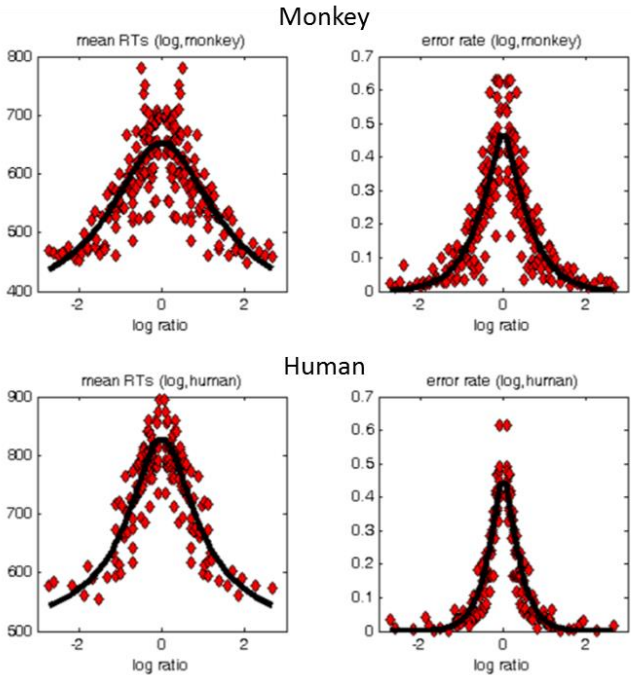 Monkey
mean RTs (log,monkey)
800
700
600
500
400
-2 0 2
log ratio
error rate (log,monkey)
0.7
0.6
0.5
0.4
0.3
0.2
0.1
0
-2 0 2
log ratio
Human
mean RTs (log,human)
900
800
700
600
500
-2 0 2
log ratio
error rate (log,human)
0.7
0.6
0.5
0.4
0.3
0.2
0.1
0
-2 0 2
log ratio